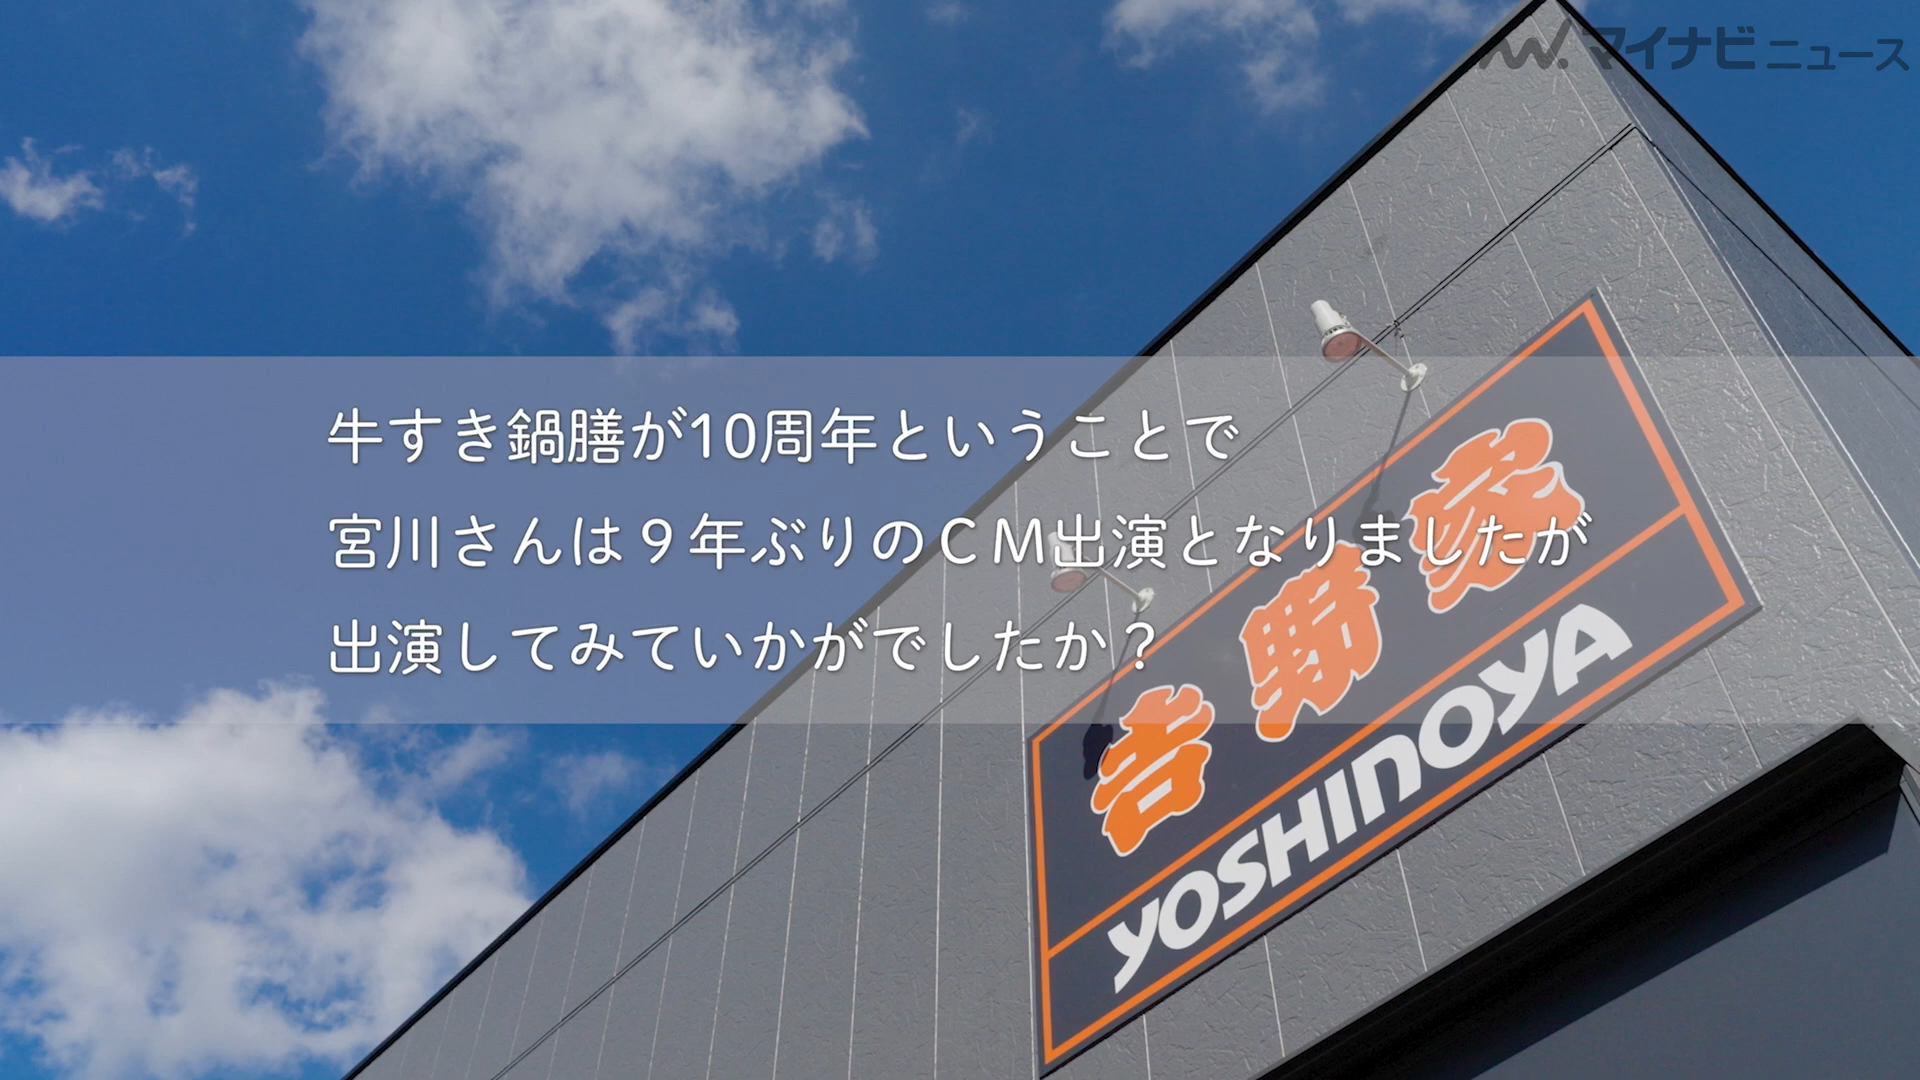 マイナビニュース
牛すき鍋膳が10周年ということで
宮川さんは９年ぶりのＣＭ出演となりましたが
出演してみていかがでしたか？
吉野家
YOSHINOYA